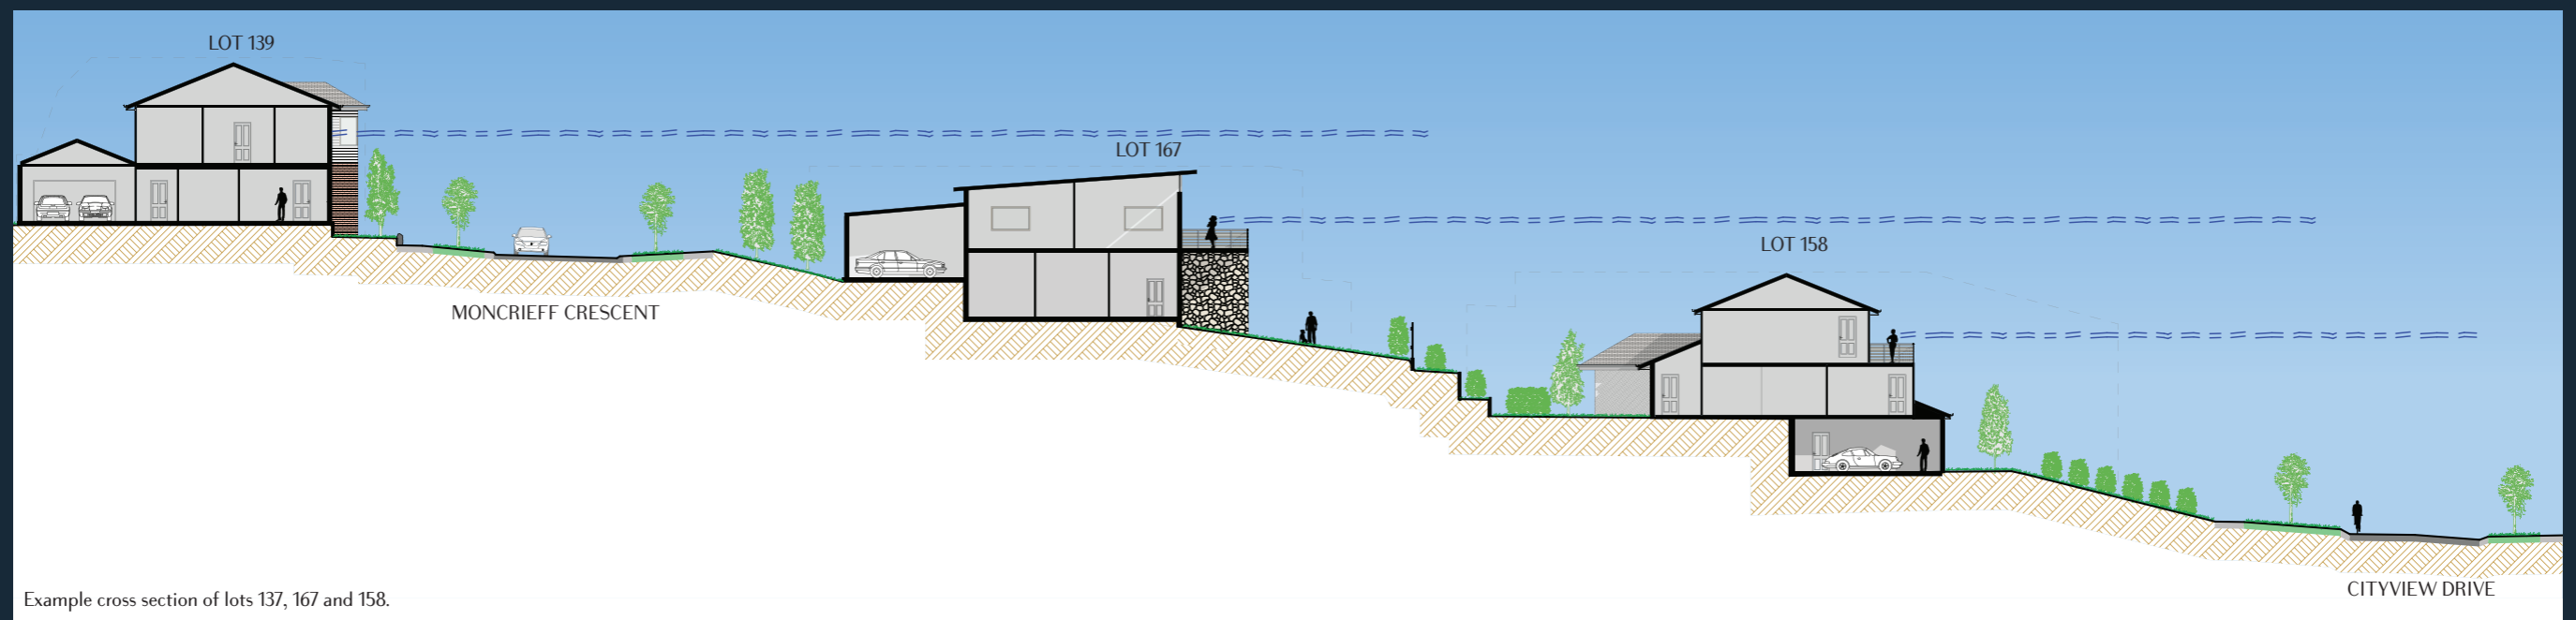 LOT 139
LOT 167
LOT 158
MONCRIEFF CRESCENT
CITYVIEW DRIVE
Example cross section of lots 137, 167 and 158.